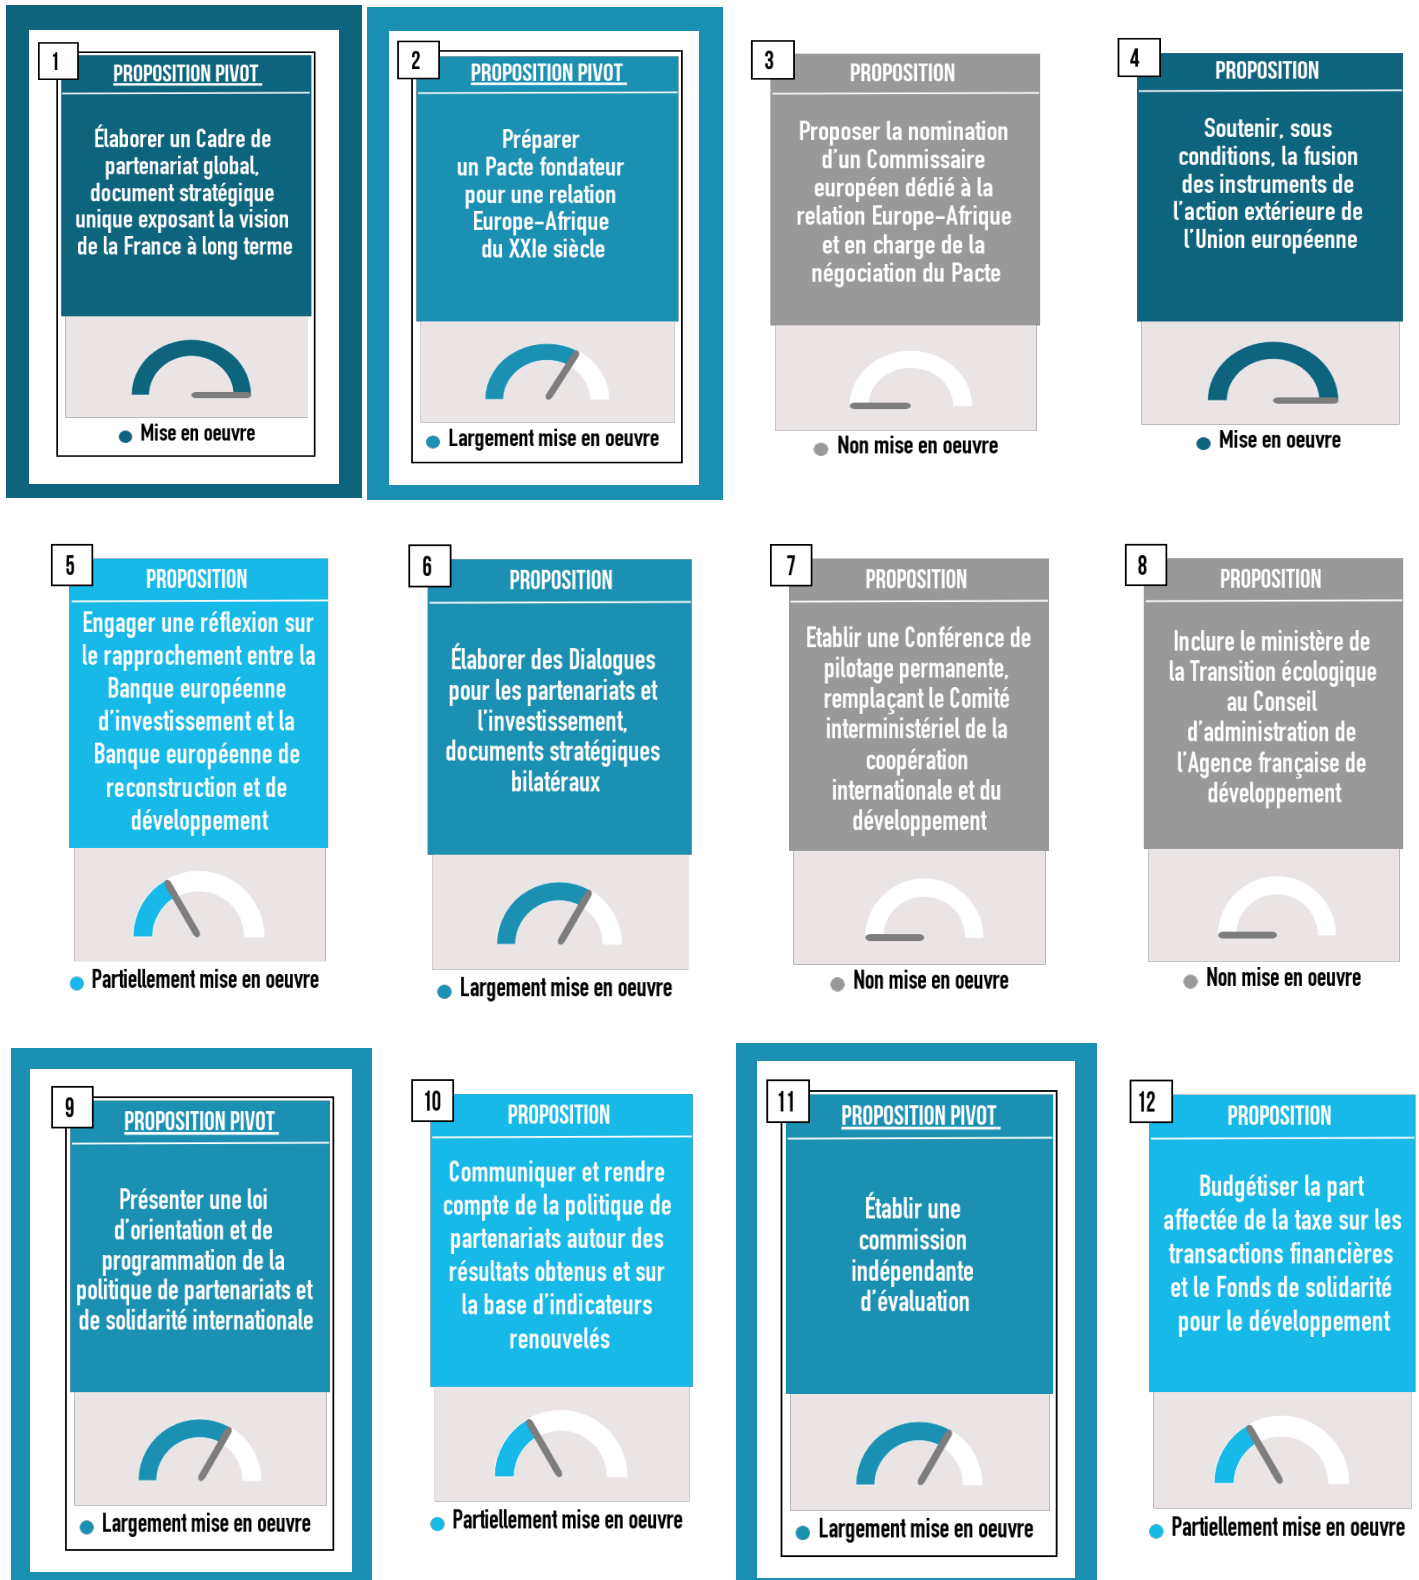 1
PROPOSITION PIVOT
Élaborer un Cadre de
partenariat global,
document stratégique
unique exposant la vision
de la France à long terme
Mise en oeuvre
2
PROPOSITION PIVOT
Préparer
un Pacte fondateur
pour une relation
Europe-Afrique
du XXIe siècle
Largement mise en oeuvre
3
PROPOSITION
Proposer la nomination
d'un Commissaire
européen dédié à la
relation Europe-Afrique
et en charge de la
négociation du Pacte
Non mise en oeuvre
4
PROPOSITION
Soutenir, sous
conditions, la fusion
des instruments de
l'action extérieure de
l'Union européenne
Mise en oeuvre
5
PROPOSITION
Engager une réflexion sur
le rapprochement entre la
Banque européenne
d'investissement et la
Banque européenne de
reconstruction et de
développement
Partiellement mise en oeuvre
6
PROPOSITION
Élaborer des Dialogues
pour les partenariats et
l'investissement,
documents stratégiques
bilatéraux
Largement mise en oeuvre
7
PROPOSITION
Etablir une Conférence de
pilotage permanente,
remplaçant le Comité
interministériel de la
coopération
internationale et du
développement
Non mise en oeuvre
8
PROPOSITION
Inclure le ministère de
la Transition écologique
au Conseil
d'administration de
l'Agence française de
développement
Non mise en oeuvre
9
PROPOSITION PIVOT
Présenter une loi
d'orientation et de
programmation de la
politique de partenariats et
de solidarité internationale
Largement mise en oeuvre
10
PROPOSITION
Communiquer et rendre
compte de la politique de
partenariats autour des
résultats obtenus et sur
la base d'indicateurs
renouvelés
Partiellement mise en oeuvre
11
PROPOSITION PIVOT
Établir une
commission
indépendante
d'évaluation
Largement mise en oeuvre
12
PROPOSITION
Budgétiser la part
affectée de la taxe sur les
transactions financières
et le Fonds de solidarité
pour le développement
Partiellement mise en oeuvre